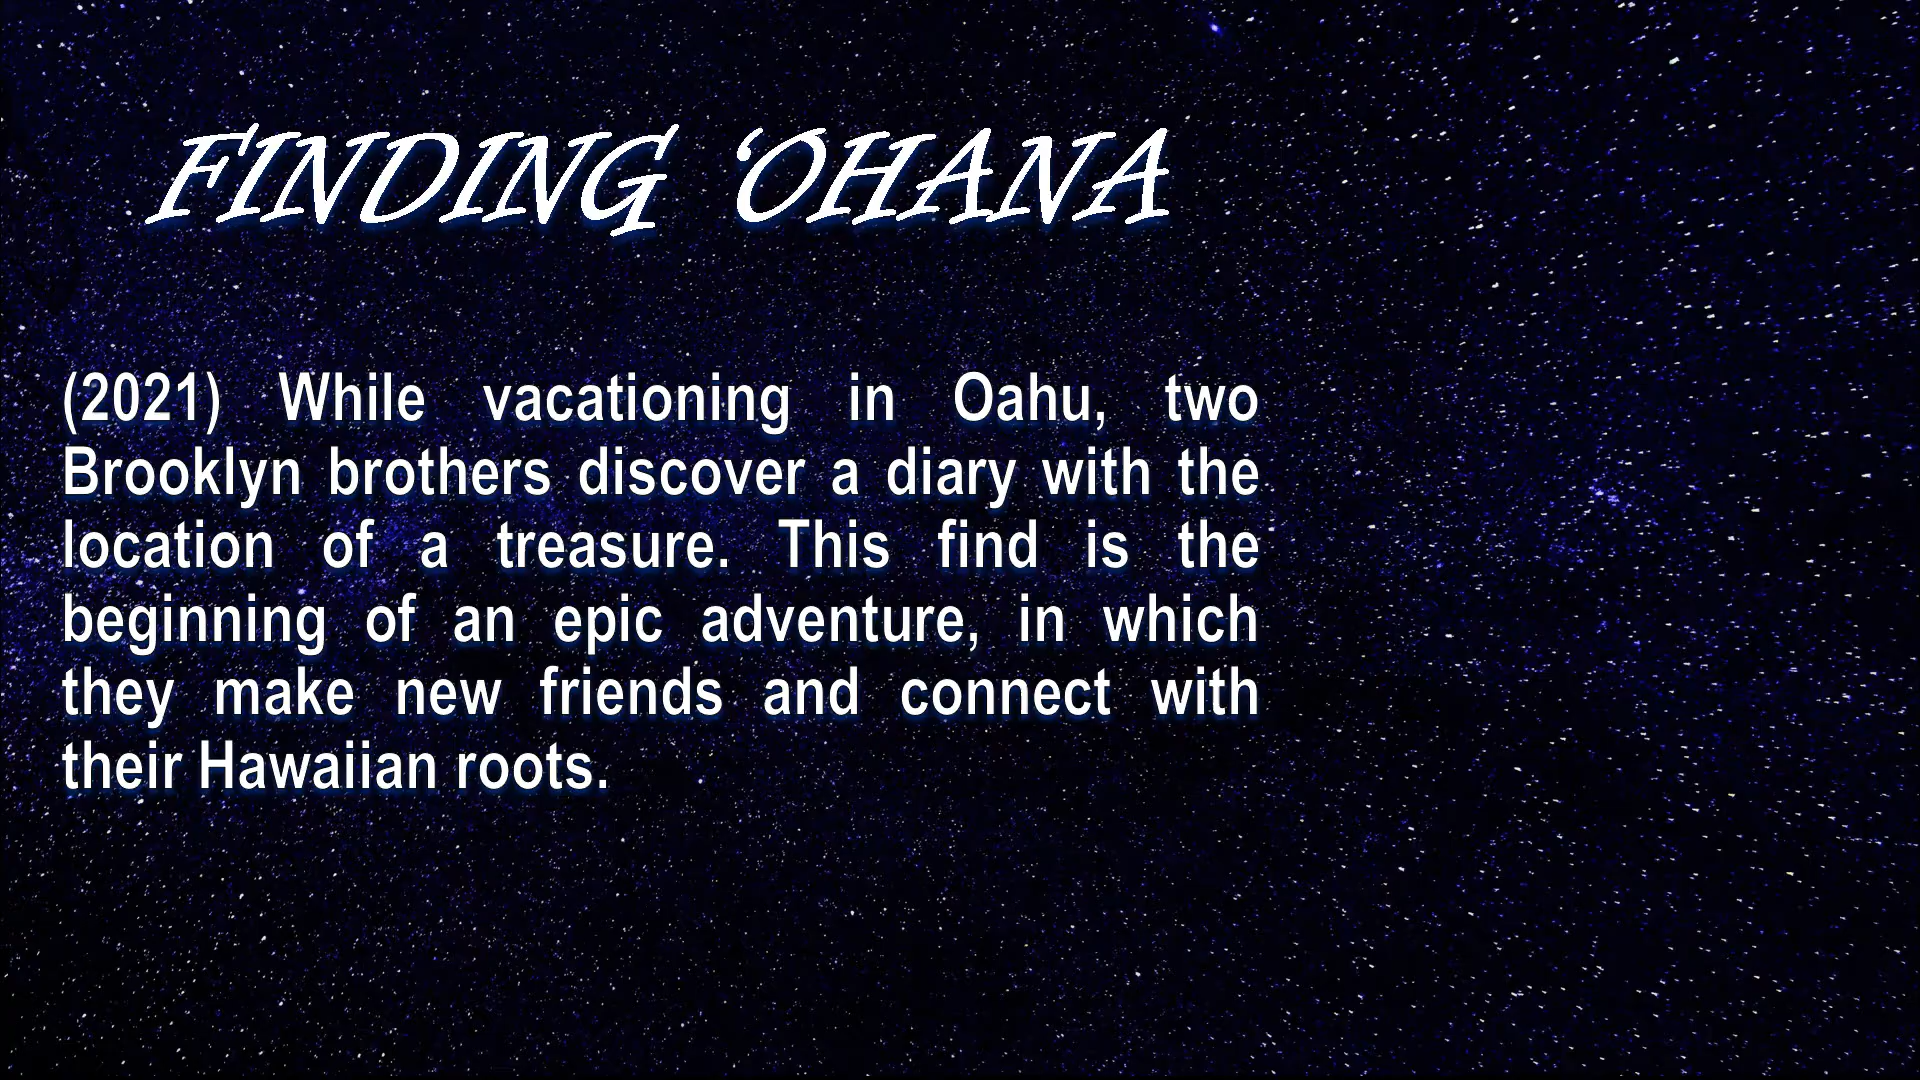 FINDING ‘OHANA
(2021) While vacationing in Oahu, two
Brooklyn brothers discover a diary with the
location of a treasure. This find is the
beginning of an epic adventure, in which
they make new friends and connect with
their Hawaiian roots.